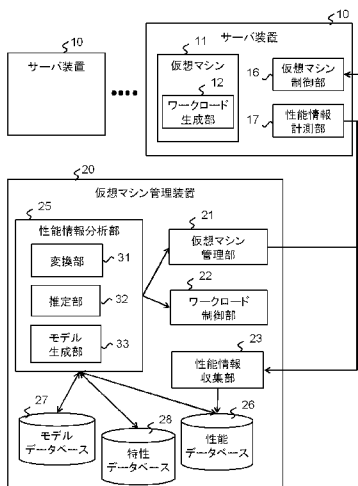 10
10
サーバ装置
サーバ装置
11
仮想マシン
12
ワークロード
生成部
16
仮想マシン
制御部
17
性能情報
計測部
20
仮想マシン管理装置
25
性能情報分析部
変換部
31
推定部
32
モデル
生成部
33
21
仮想マシン
管理部
22
ワークロード
制御部
23
性能情報
収集部
27
モデル
データベース
28
特性
データベース
26
性能
データベース